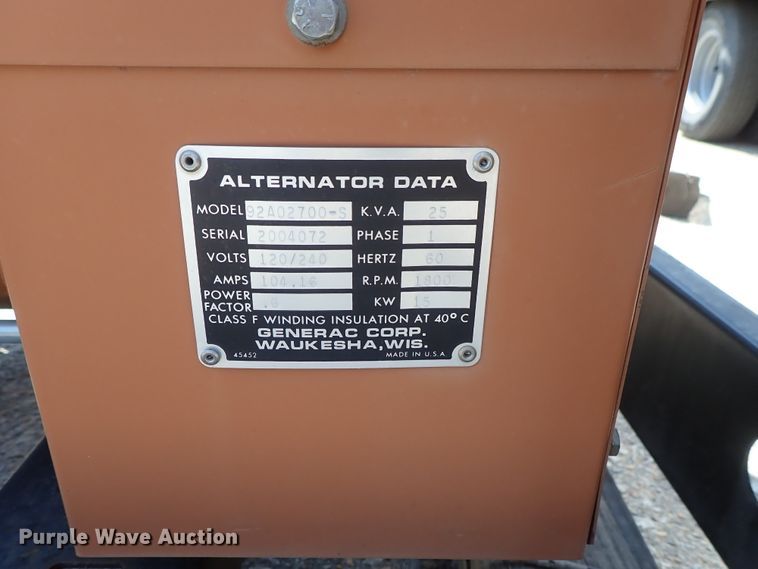 ALTERNATOR DATA
MODEL 92A02700-S K.V.A. 25
SERIAL 2004072 PHASE 1
VOLTS 120/240 HERTZ 60
AMPS 104.16 R.P.M. 1800
POWER FACTOR KW 15
CLASS F WINDING INSULATION AT 40° C
GENERAC CORP.
WAUKESHA, WIS.
45452 MADE IN U.S.A.
Purple Wave Auction